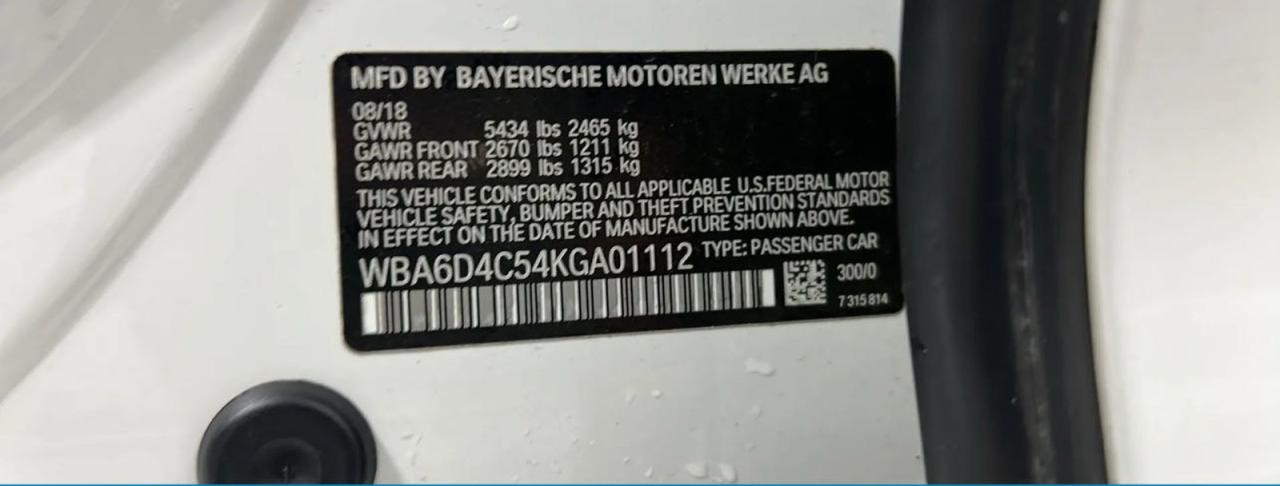 MFD BY BAYERISCHE MOTOREN WERKE AG
08/18
GVWR 5434 lbs 2465 kg
GAWR FRONT 2670 lbs 1211 kg
GAWR REAR 2899 lbs 1315 kg
THIS VEHICLE CONFORMS TO ALL APPLICABLE U.S.FEDERAL MOTOR
VEHICLE SAFETY, BUMPER AND THEFT PREVENTION STANDARDS
IN EFFECT ON THE DATE OF MANUFACTURE SHOWN ABOVE.
WBA6D4C54KGA01112 TYPE: PASSENGER CAR
300/0
7 315 814